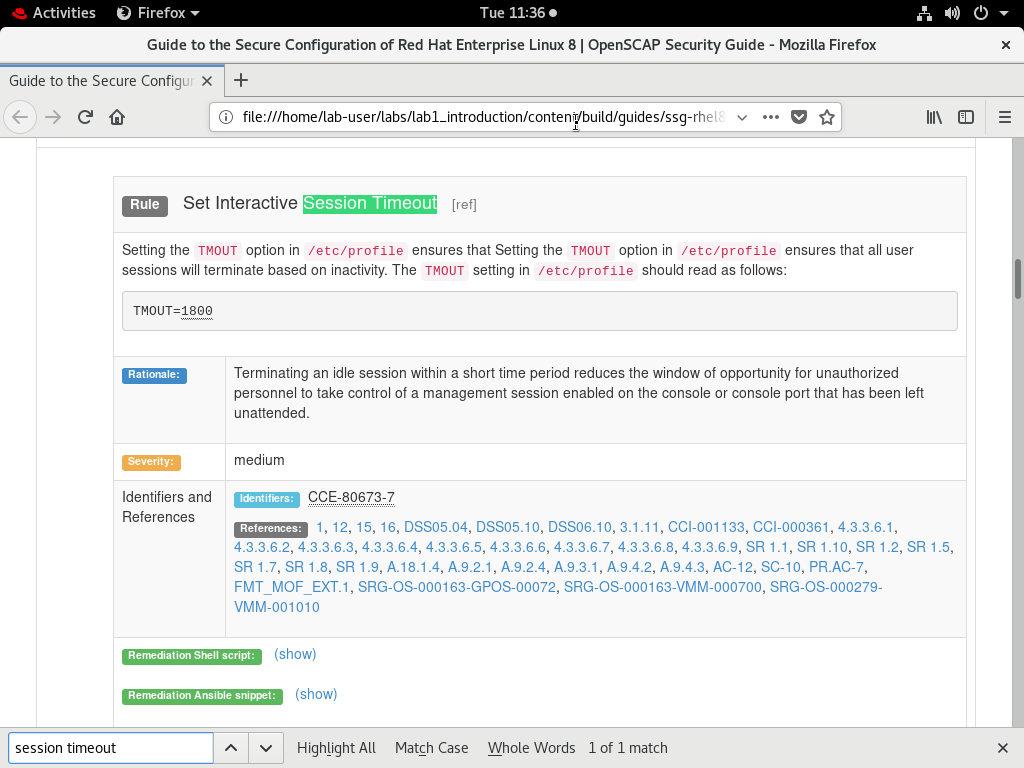 Activities Firefox Tue 11:36
Guide to the Secure Configuration of Red Hat Enterprise Linux 8 | OpenSCAP Security Guide - Mozilla Firefox
Guide to the Secure Configur
file:///home/lab-user/labs/lab1_introduction/content/build/guides/ssg-rhel8
Rule Set Interactive Session Timeout [ref]
Setting the TMOUT option in /etc/profile ensures that Setting the TMOUT option in /etc/profile ensures that all user
sessions will terminate based on inactivity. The TMOUT setting in /etc/profile should read as follows:
TMOUT=1800
Rationale: Terminating an idle session within a short time period reduces the window of opportunity for unauthorized
personnel to take control of a management session enabled on the console or console port that has been left
unattended.
Severity: medium
Identifiers and
References
Identifiers: CCE-80673-7
References: 1, 12, 15, 16, DSS05.04, DSS05.10, DSS06.10, 3.1.11, CCI-001133, CCI-000361, 4.3.3.6.1,
4.3.3.6.2, 4.3.3.6.3, 4.3.3.6.4, 4.3.3.6.5, 4.3.3.6.6, 4.3.3.6.7, 4.3.3.6.8, 4.3.3.6.9, SR 1.1, SR 1.10, SR 1.2, SR 1.5,
SR 1.7, SR 1.8, SR 1.9, A.18.1.4, A.9.2.1, A.9.2.4, A.9.3.1, A.9.4.2, A.9.4.3, AC-12, SC-10, PR.AC-7,
FMT_MOF_EXT.1, SRG-OS-000163-GPOS-00072, SRG-OS-000163-VMM-000700, SRG-OS-000279-
VMM-001010
Remediation Shell script: (show)
Remediation Ansible snippet: (show)
session timeout Highlight All Match Case Whole Words 1 of 1 match